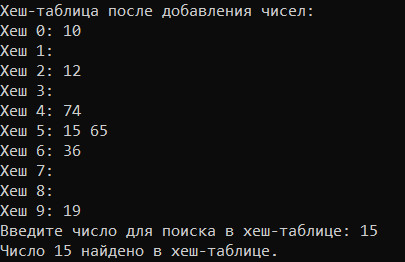 Хеш-таблица после добавления чисел:
Хеш 0: 10
Хеш 1:
Хеш 2: 12
Хеш 3:
Хеш 4: 74
Хеш 5: 15 65
Хеш 6: 36
Хеш 7:
Хеш 8:
Хеш 9: 19
Введите число для поиска в хеш-таблице: 15
Число 15 найдено в хеш-таблице.